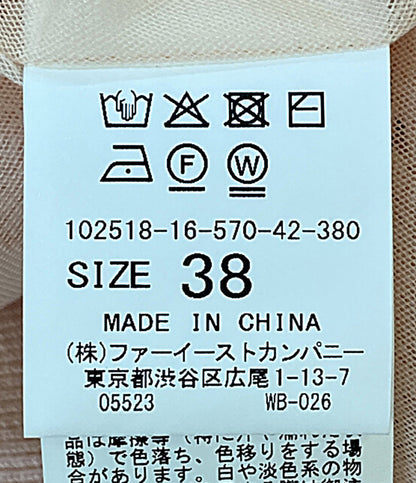 F W
102518-16-570-42-380
SIZE 38
MADE IN CHINA
(株)ファーイーストカンパニー
東京都渋谷区広尾1-13-7
05523 WB-026
態)で色落ち、色移りをする場
合があります。白や淡色系の物